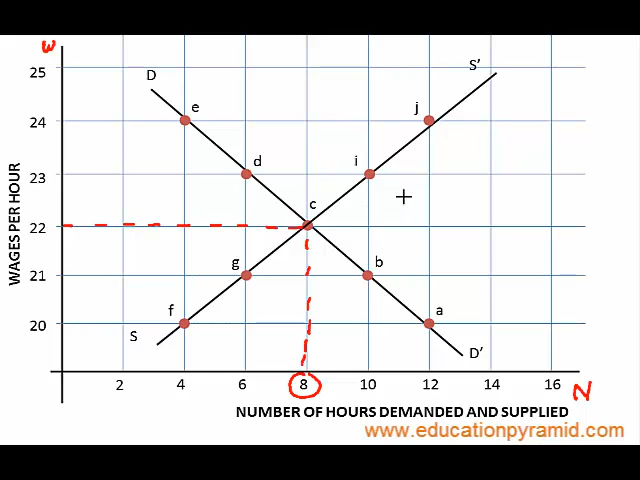 W
25
D
S'
e
j
24
d
i
23
c
22
WAGES PER HOUR
g
b
21
f
a
20
S
D'
2 4 6 8 10 12 14 16
N
NUMBER OF HOURS DEMANDED AND SUPPLIED
www.educationpyramid.com